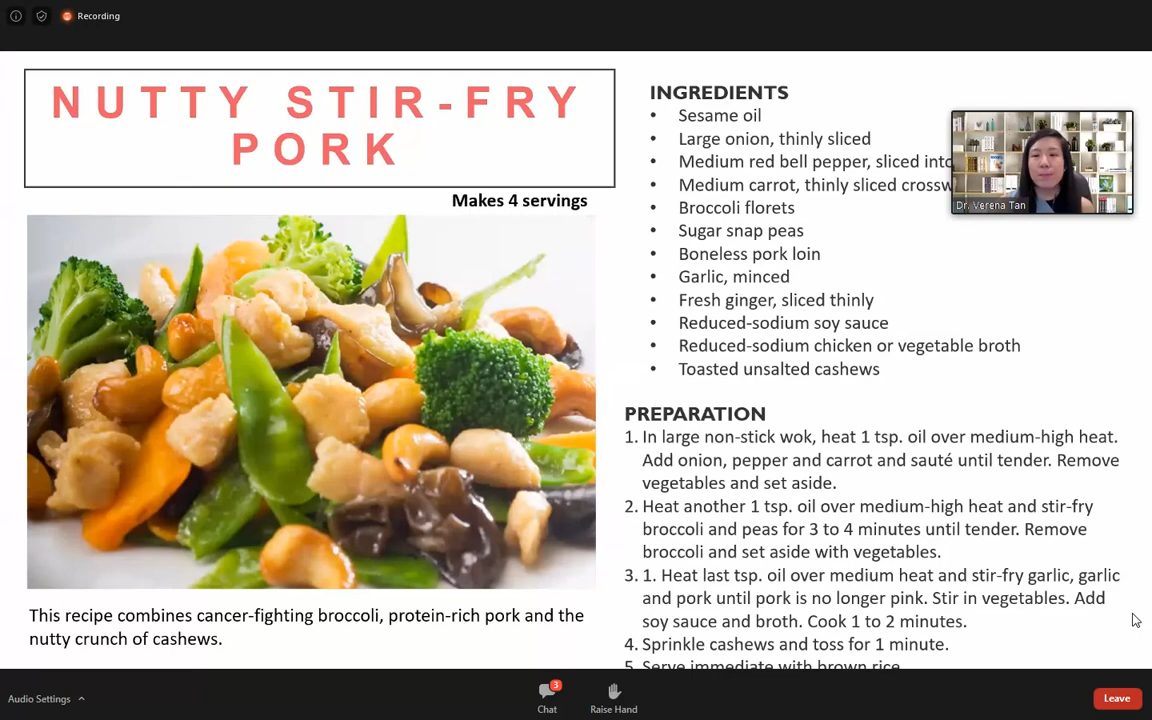 Recording
NUTTY STIR-FRY
PORK
Makes 4 servings
This recipe combines cancer-fighting broccoli, protein-rich pork and the
nutty crunch of cashews.
INGREDIENTS
• Sesame oil
• Large onion, thinly sliced
• Medium red bell pepper, sliced into
• Medium carrot, thinly sliced crossw
• Broccoli florets
• Sugar snap peas
• Boneless pork loin
• Garlic, minced
• Fresh ginger, sliced thinly
• Reduced-sodium soy sauce
• Reduced-sodium chicken or vegetable broth
• Toasted unsalted cashews
Dr. Verena Tan
PREPARATION
1. In large non-stick wok, heat 1 tsp. oil over medium-high heat.
Add onion, pepper and carrot and sauté until tender. Remove
vegetables and set aside.
2. Heat another 1 tsp. oil over medium-high heat and stir-fry
broccoli and peas for 3 to 4 minutes until tender. Remove
broccoli and set aside with vegetables.
3. 1. Heat last tsp. oil over medium heat and stir-fry garlic, garlic
and pork until pork is no longer pink. Stir in vegetables. Add
soy sauce and broth. Cook 1 to 2 minutes.
4. Sprinkle cashews and toss for 1 minute.
5. Serve immediate with brown rice
Audio Settings
3
Chat
Raise Hand
Leave